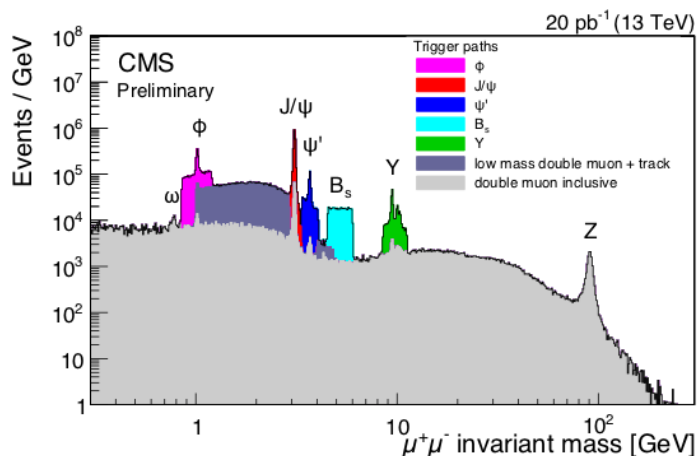 20 pb⁻¹ (13 TeV)
Events / GeV
10⁸
10⁷
10⁶
10⁵
10⁴
10³
10²
10
1
CMS
Preliminary
Trigger paths
ϕ
J/ψ
ψ'
Bₛ
Υ
low mass double muon + track
double muon inclusive
ω
ϕ
J/ψ
ψ'
Bₛ
Υ
Z
1
10
10²
μ⁺μ⁻ invariant mass [GeV]